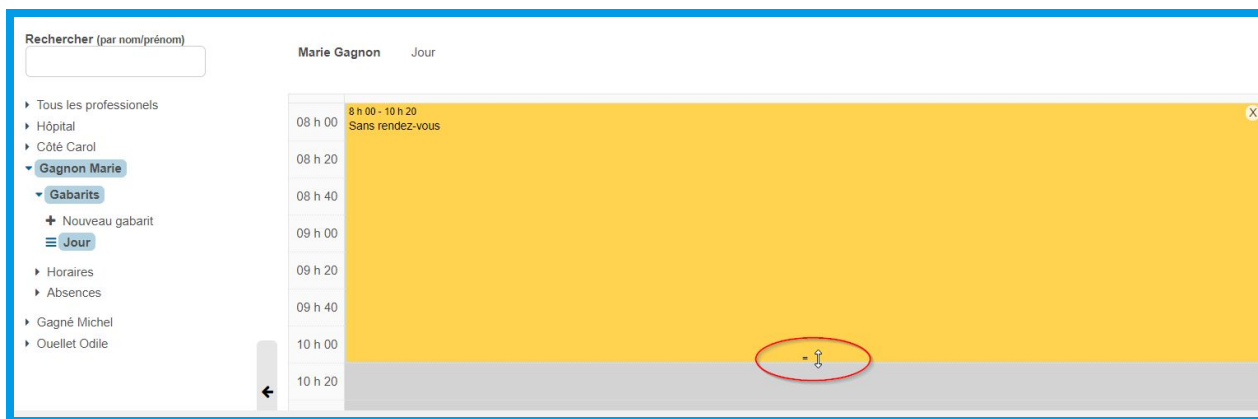 Rechercher (par nom/prénom)
Tous les professionels
Hôpital
Côté Carol
Gagnon Marie
Gabarits
Nouveau gabarit
Jour
Horaires
Absences
Gagné Michel
Ouellet Odile
Marie Gagnon Jour
08 h 00
8 h 00 - 10 h 20
X
Sans rendez-vous
08 h 20
08 h 40
09 h 00
09 h 20
09 h 40
10 h 00
10 h 20